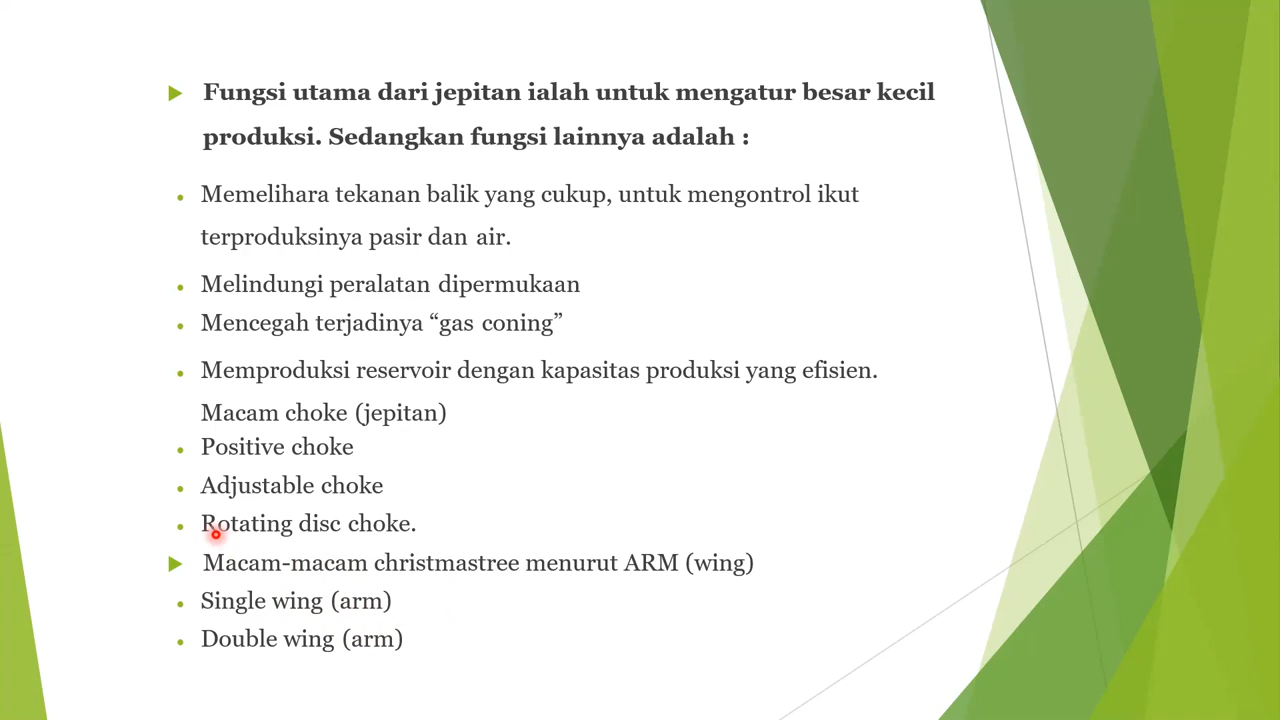 Fungsi utama dari jepitan ialah untuk mengatur besar kecil
produksi. Sedangkan fungsi lainnya adalah :
Memelihara tekanan balik yang cukup, untuk mengontrol ikut
terproduksinya pasir dan air.
Melindungi peralatan dipermukaan
Mencegah terjadinya “gas coning”
Memproduksi reservoir dengan kapasitas produksi yang efisien.
Macam choke (jepitan)
Positive choke
Adjustable choke
Rotating disc choke.
Macam-macam christmastree menurut ARM (wing)
Single wing (arm)
Double wing (arm)